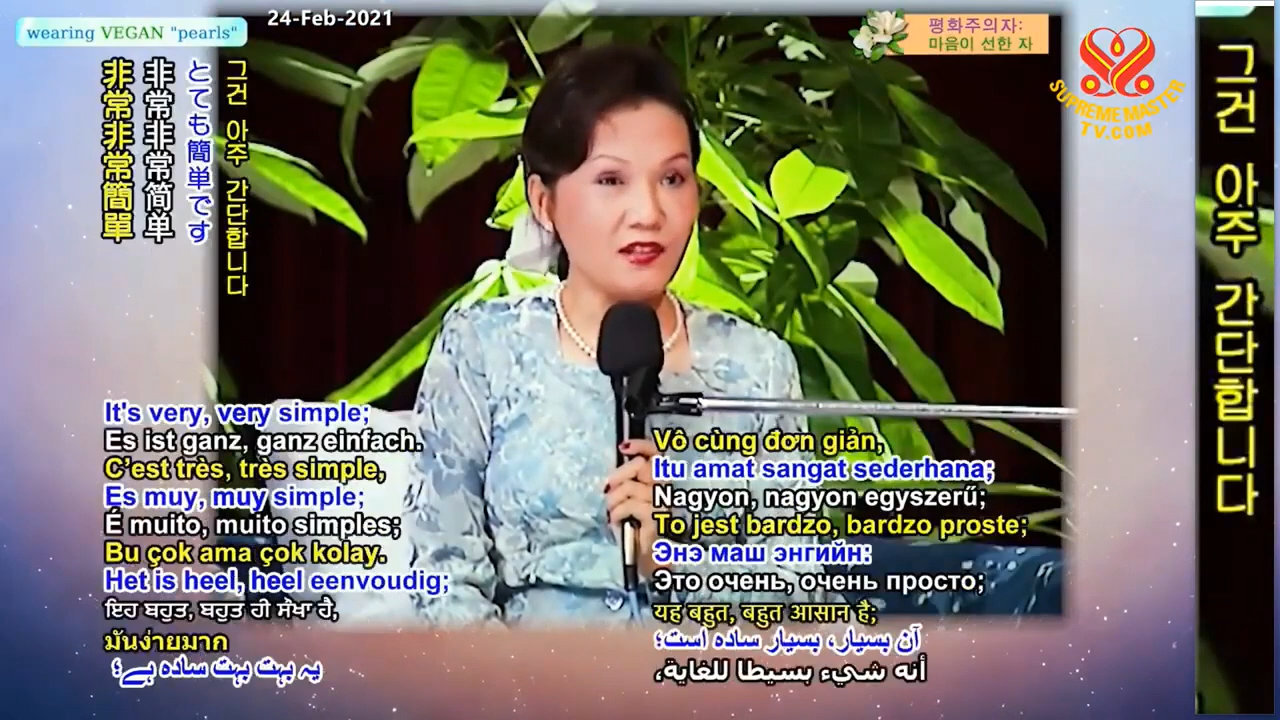 wearing VEGAN "pearls"
24-Feb-2021
평화주의자:
마음이 선한 자
SUPREME MASTER
TV.COM
그건 아주 간단합니다
とても簡単です
非常非常简单
非常非常簡單
그건 아주 간단합니다
It's very, very simple;
Es ist ganz, ganz einfach.
C'est très, très simple,
Es muy, muy simple;
É muito, muito simples;
Bu çok ama çok kolay.
Het is heel, heel eenvoudig;
ਇਹ ਬਹੁਤ, ਬਹੁਤ ਹੀ ਸੌਖਾ ਹੈ,
มันง่ายมาก
یہ بہت بہت سادہ ہے؛
Vô cùng đơn giản,
Itu amat sangat sederhana;
Nagyon, nagyon egyszerű;
To jest bardzo, bardzo proste;
Энэ маш энгийн:
Это очень, очень просто;
यह बहुत, बहुत आसान है;
آن بسیار، بسیار ساده است؛
أنه شيء بسيطا للغاية،